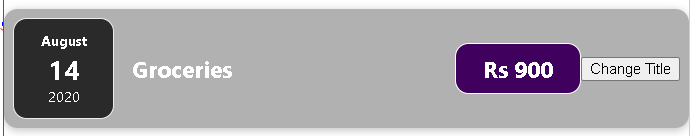 August
14
2020
Groceries
Rs 900
Change Title